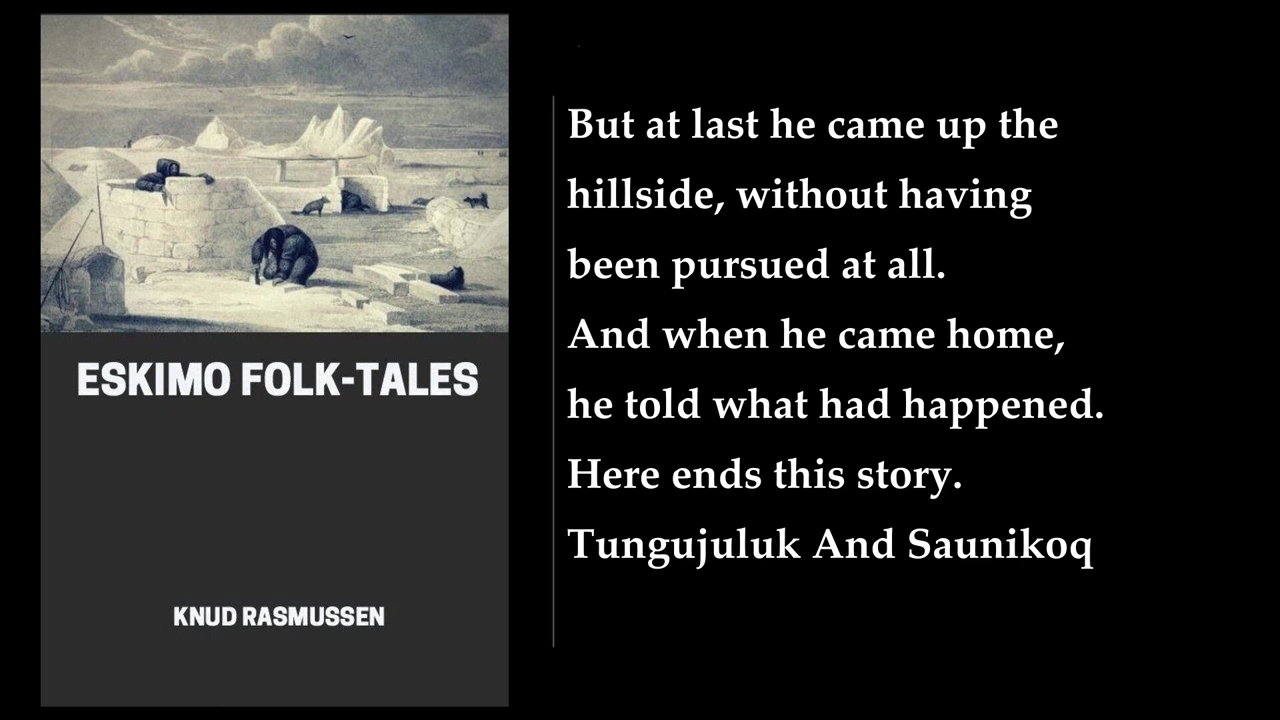 ESKIMO FOLK-TALES
KNUD RASMUSSEN
But at last he came up the
hillside, without having
been pursued at all.
And when he came home,
he told what had happened.
Here ends this story.
Tungujuluk And Saunikoq